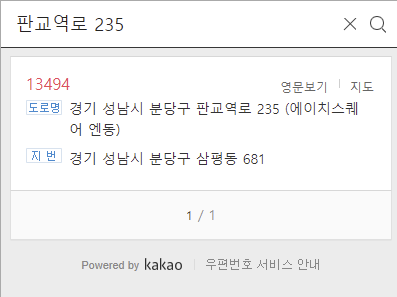 판교역로 235
13494
영문보기 지도
도로명 경기 성남시 분당구 판교역로 235 (에이치스퀘
어 엔동)
지 번 경기 성남시 분당구 삼평동 681
1 / 1
Powered by kakao 우편번호 서비스 안내